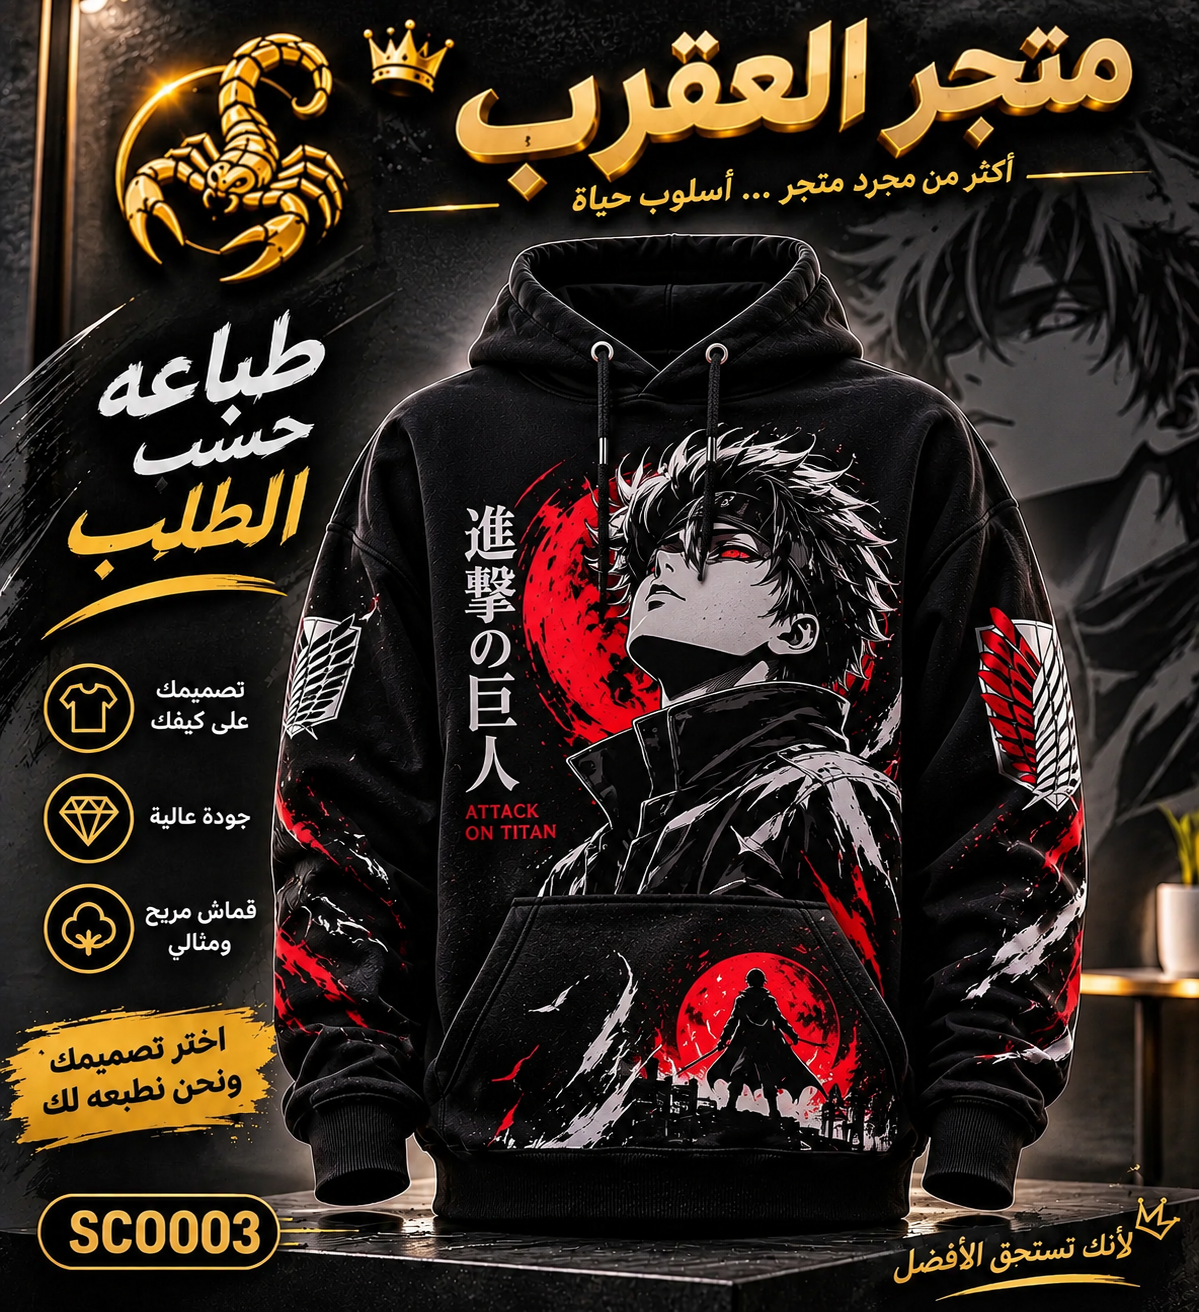 متجر العقرب
أكثر من مجرد متجر ... أسلوب حياة
طباعه
حسب
الطلب
تصميمك
على كيفك
جودة عالية
قماش مريح
ومثالي
اختر تصميمك
ونحن نطبعه لك
SC0003
進撃の巨人
ATTACK
ON TITAN
لأنك تستحق الأفضل